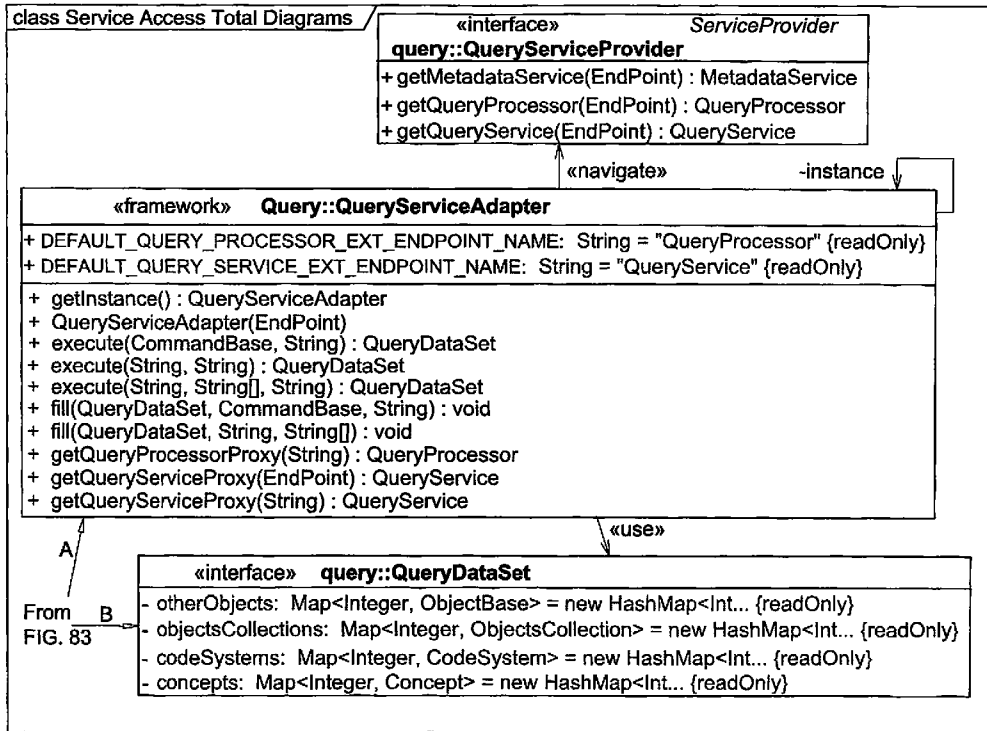 class Service Access Total Diagrams
«interface» ServiceProvider
query::QueryServiceProvider
+ getMetadataService(EndPoint) : MetadataService
+ getQueryProcessor(EndPoint) : QueryProcessor
+ getQueryService(EndPoint) : QueryService
«navigate»
-instance
«framework» Query::QueryServiceAdapter
+ DEFAULT_QUERY_PROCESSOR_EXT_ENDPOINT_NAME: String = "QueryProcessor" {readOnly}
+ DEFAULT_QUERY_SERVICE_EXT_ENDPOINT_NAME: String = "QueryService" {readOnly}
+ getInstance() : QueryServiceAdapter
+ QueryServiceAdapter(EndPoint)
+ execute(CommandBase, String) : QueryDataSet
+ execute(String, String) : QueryDataSet
+ execute(String, String[], String) : QueryDataSet
+ fill(QueryDataSet, CommandBase, String) : void
+ fill(QueryDataSet, String, String[]) : void
+ getQueryProcessorProxy(String) : QueryProcessor
+ getQueryServiceProxy(EndPoint) : QueryService
+ getQueryServiceProxy(String) : QueryService
«use»
A
«interface» query::QueryDataSet
From B
FIG. 83
- otherObjects: Map<Integer, ObjectBase> = new HashMap<Int... {readOnly}
- objectsCollections: Map<Integer, ObjectsCollection> = new HashMap<Int... {readOnly}
- codeSystems: Map<Integer, CodeSystem> = new HashMap<Int... {readOnly}
- concepts: Map<Integer, Concept> = new HashMap<Int... {readOnly}